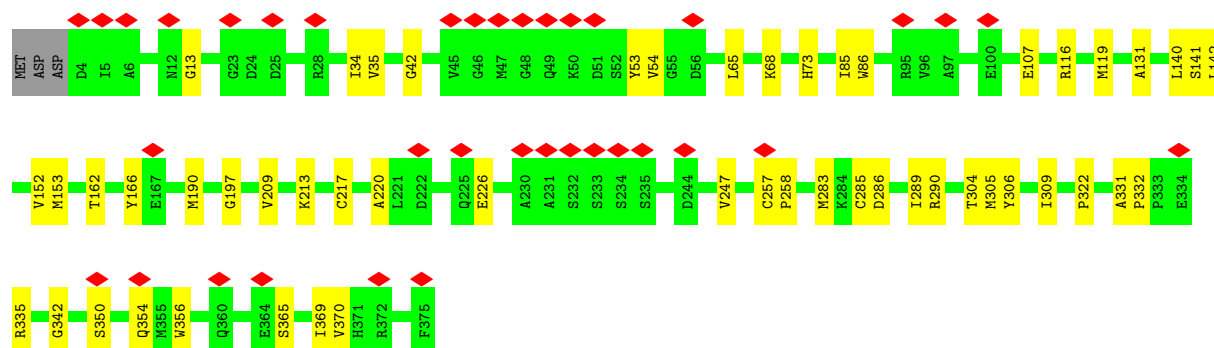 MET ASP ASP D4 I5 A6 N12 G13 G23 D24 D25 R28 I34 V35 G42 V45 G46 M47 G48 Q49 K50 D51 S52 Y53 V54 G55 D56 L65 K68 H73 I85 W86 R95 V96 A97 E100 E107 R116 M119 A131 L140 S141 L142
V152 M153 T162 Y166 E167 M190 G197 V209 K213 C217 A220 L221 D222 Q225 E226 A230 A231 S232 S233 S234 S235 D244 V247 C257 P258 M283 K284 C285 D286 I289 R290 T304 M305 Y306 I309 P322 A331 P332 P333 E334
R335 G342 S350 Q354 M355 W356 Q360 E364 S365 I369 V370 H371 R372 F375